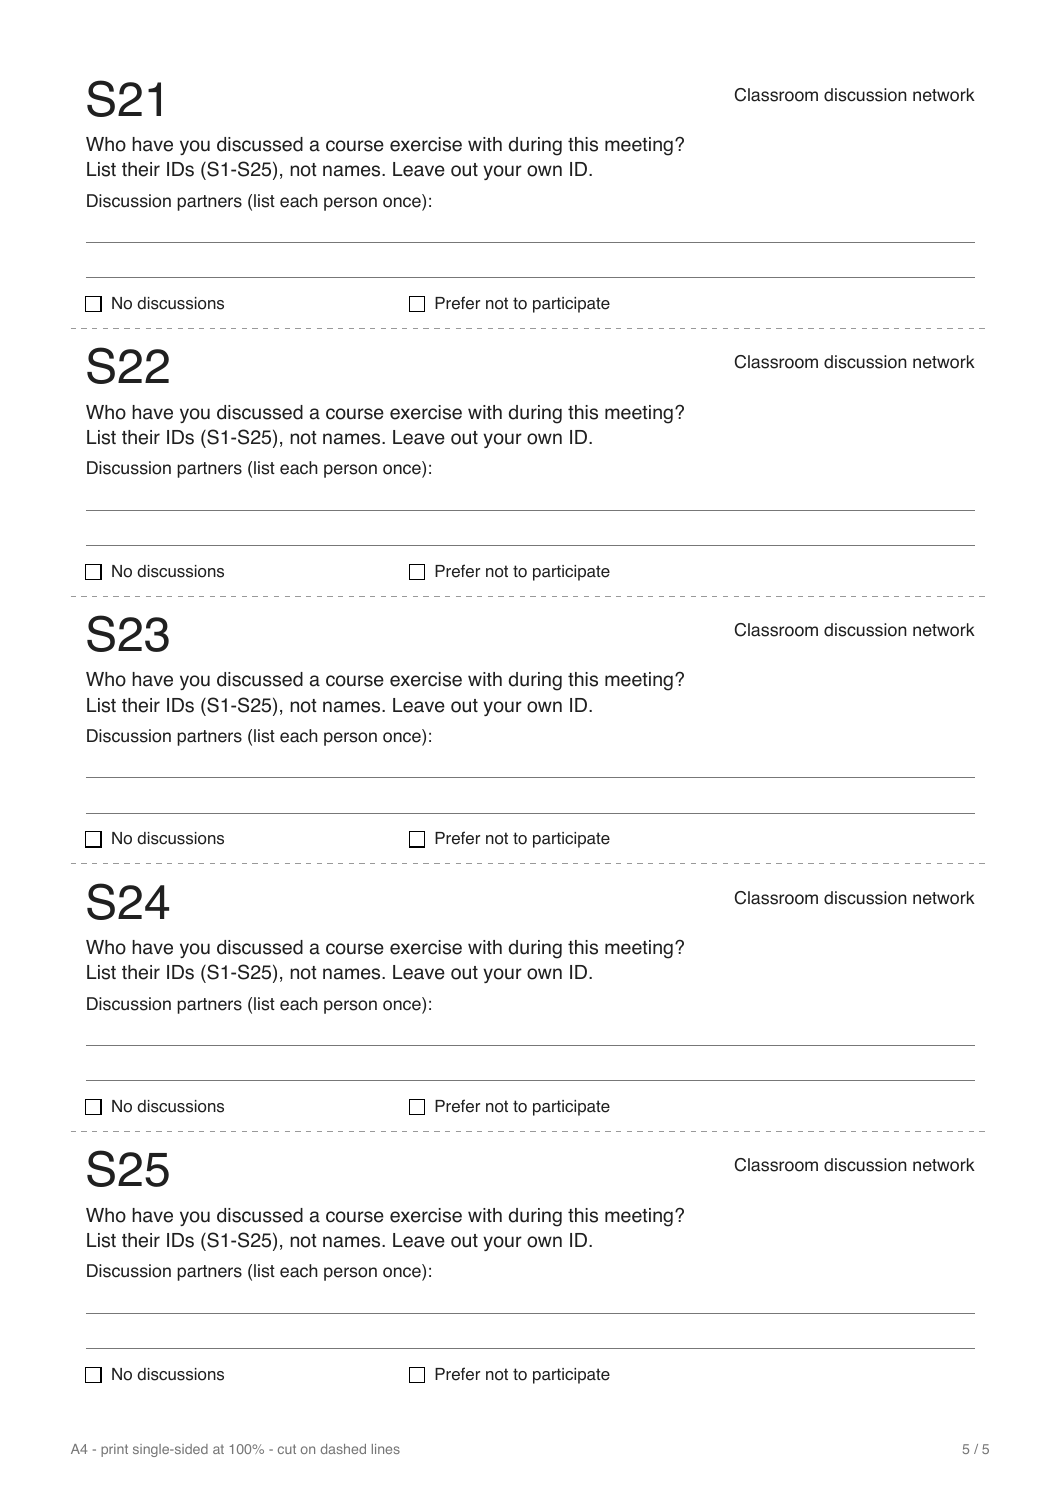 S21
Classroom discussion network
Who have you discussed a course exercise with during this meeting?
List their IDs (S1-S25), not names. Leave out your own ID.
Discussion partners (list each person once):
No discussions
Prefer not to participate
S22
Classroom discussion network
Who have you discussed a course exercise with during this meeting?
List their IDs (S1-S25), not names. Leave out your own ID.
Discussion partners (list each person once):
No discussions
Prefer not to participate
S23
Classroom discussion network
Who have you discussed a course exercise with during this meeting?
List their IDs (S1-S25), not names. Leave out your own ID.
Discussion partners (list each person once):
No discussions
Prefer not to participate
S24
Classroom discussion network
Who have you discussed a course exercise with during this meeting?
List their IDs (S1-S25), not names. Leave out your own ID.
Discussion partners (list each person once):
No discussions
Prefer not to participate
S25
Classroom discussion network
Who have you discussed a course exercise with during this meeting?
List their IDs (S1-S25), not names. Leave out your own ID.
Discussion partners (list each person once):
No discussions
Prefer not to participate
A4 - print single-sided at 100% - cut on dashed lines
5 / 5